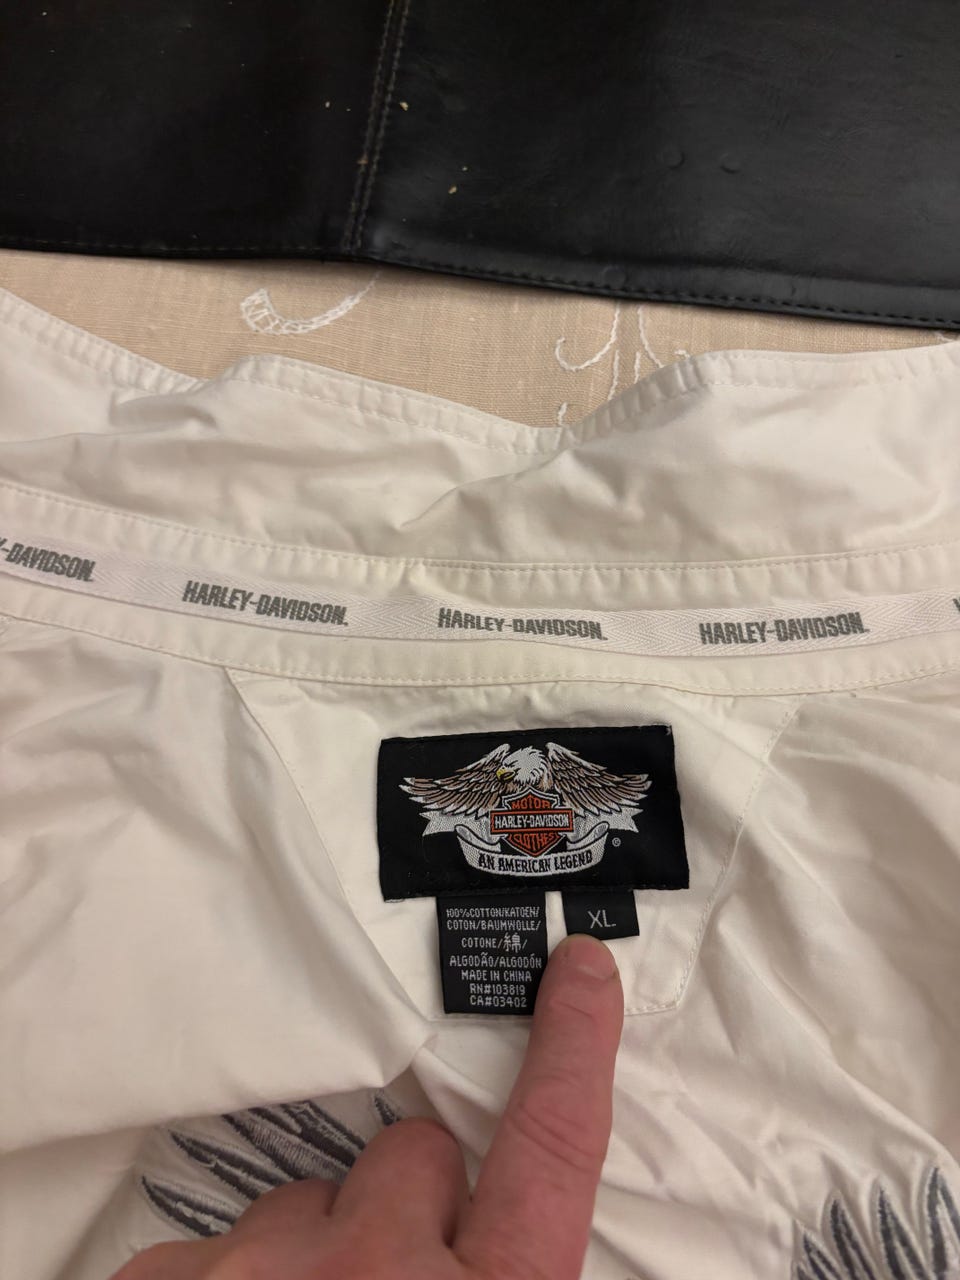 -DAVIDSON.
HARLEY-DAVIDSON.
HARLEY-DAVIDSON.
HARLEY-DAVIDSON.
MOTOR
HARLEY-DAVIDSON
CLOTHES
AN AMERICAN LEGEND
®
100%COTTON/KATOEN/
COTON/BAUMWOLLE/
COTONE/綿/
ALGODÃO/ALGODÓN
MADE IN CHINA
RN#103819
CA#03402
XL